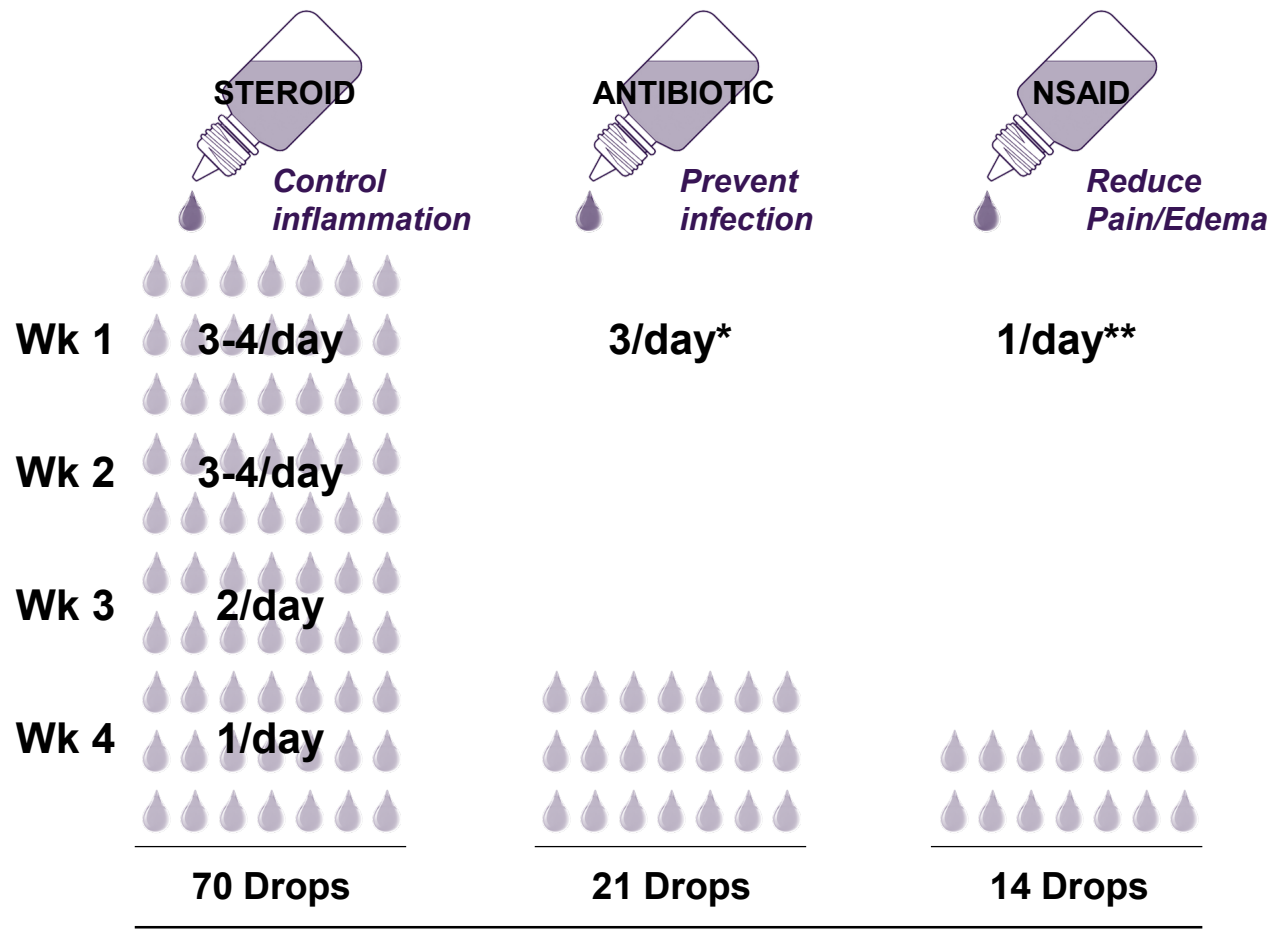 STEROID ANTIBIOTIC NSAID
Control Prevent Reduce
inflammation infection Pain/Edema
Wk 1 3-4/day 3/day* 1/day**
Wk 2 3-4/day
Wk 3 2/day
Wk 4 1/day
70 Drops 21 Drops 14 Drops